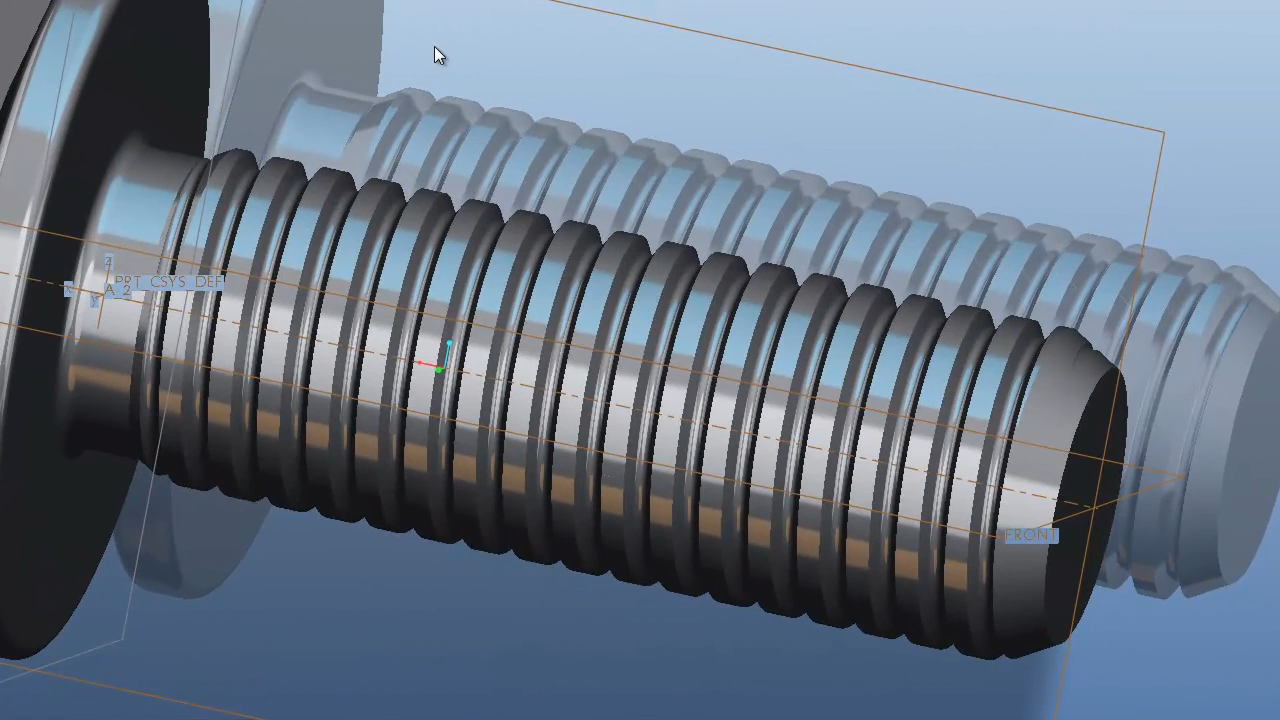 Z
PRT_CSYS_DEF
X
A_2
Y
FRONT